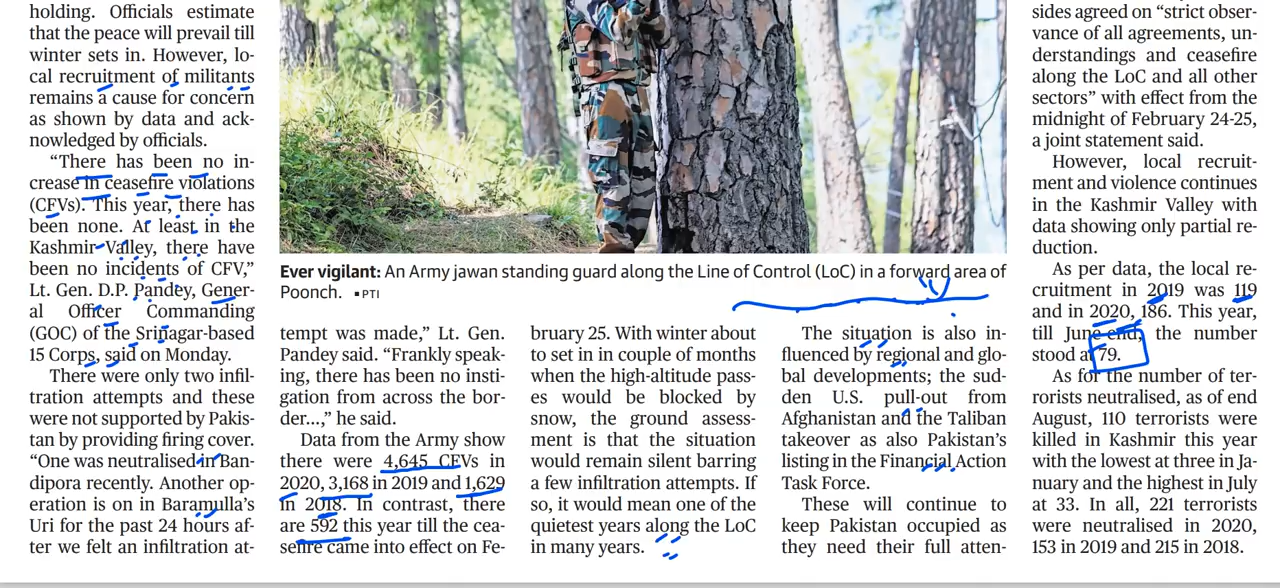 holding. Officials estimate
that the peace will prevail till
winter sets in. However, lo-
cal recruitment of militants
remains a cause for concern
as shown by data and ack-
nowledged by officials.
“There has been no in-
crease in ceasefire violations
(CFVs). This year, there has
been none. At least in the
Kashmir Valley, there have
been no incidents of CFV,”
Lt. Gen. D.P. Pandey, Gener-
al Officer Commanding
(GOC) of the Srinagar-based
15 Corps, said on Monday.
There were only two infil-
tration attempts and these
were not supported by Pakis-
tan by providing firing cover.
“One was neutralised in Ban-
dipora recently. Another op-
eration is on in Baramulla’s
Uri for the past 24 hours af-
ter we felt an infiltration at-
Ever vigilant: An Army jawan standing guard along the Line of Control (LoC) in a forward area of
Poonch. ▪ PTI
tempt was made,” Lt. Gen.
Pandey said. “Frankly speak-
ing, there has been no insti-
gation from across the bor-
der...,” he said.
Data from the Army show
there were 4,645 CFVs in
2020, 3,168 in 2019 and 1,629
in 2018. In contrast, there
are 592 this year till the cea-
sefire came into effect on Fe-
bruary 25. With winter about
to set in in couple of months
when the high-altitude pass-
es would be blocked by
snow, the ground assess-
ment is that the situation
would remain silent barring
a few infiltration attempts. If
so, it would mean one of the
quietest years along the LoC
in many years.
The situation is also in-
fluenced by regional and glo-
bal developments; the sud-
den U.S. pull-out from
Afghanistan and the Taliban
takeover as also Pakistan’s
listing in the Financial Action
Task Force.
These will continue to
keep Pakistan occupied as
they need their full atten-
sides agreed on “strict obser-
vance of all agreements, un-
derstandings and ceasefire
along the LoC and all other
sectors” with effect from the
midnight of February 24-25,
a joint statement said.
However, local recruit-
ment and violence continues
in the Kashmir Valley with
data showing only partial re-
duction.
As per data, the local re-
cruitment in 2019 was 119
and in 2020, 186. This year,
till June-end, the number
stood at 79.
As for the number of ter-
rorists neutralised, as of end
August, 110 terrorists were
killed in Kashmir this year
with the lowest at three in Ja-
nuary and the highest in July
at 33. In all, 221 terrorists
were neutralised in 2020,
153 in 2019 and 215 in 2018.